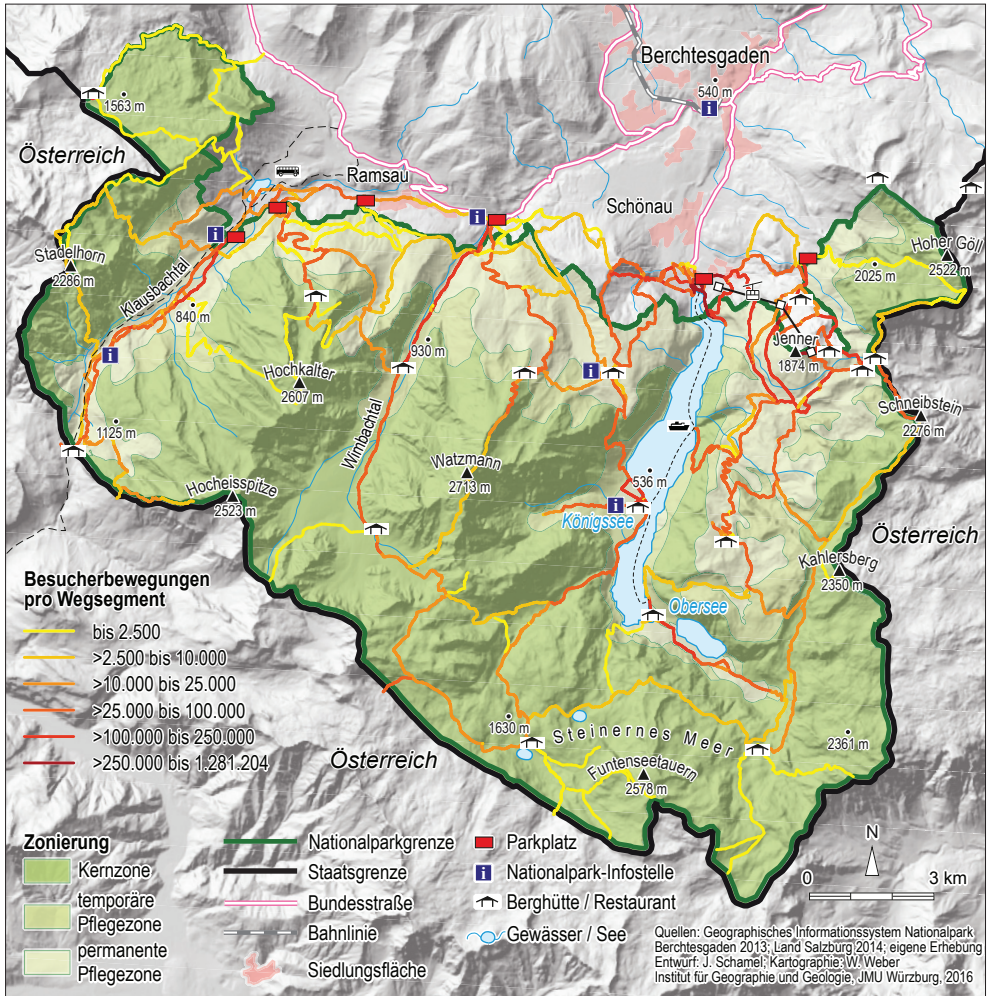 Berchtesgaden
540 m
1563 m
Österreich
Ramsau
Schönau
Stadelhorn
2286 m
Klausbachtal
Hoher Göll
2522 m
2025 m
840 m
930 m
Jenner
1874 m
Hochkalter
2607 m
Schneibstein
2276 m
1125 m
Wimbachtal
Watzmann
2713 m
536 m
Hocheisspitze
2523 m
Königssee
Österreich
Kahlersberg
2350 m
Obersee
Besucherbewegungen
pro Wegsegment
bis 2.500
>2.500 bis 10.000
>10.000 bis 25.000
>25.000 bis 100.000
>100.000 bis 250.000
>250.000 bis 1.281.204
1630 m
Steinernes Meer
2361 m
Österreich
Funtenseetauern
2578 m
Zonierung
Kernzone
temporäre
Pflegezone
permanente
Pflegezone
Nationalparkgrenze
Staatsgrenze
Bundesstraße
Bahnlinie
Siedlungsfläche
Parkplatz
i Nationalpark-Infostelle
Berghütte / Restaurant
Gewässer / See
N
0 3 km
Quellen: Geographisches Informationssystem Nationalpark
Berchtesgaden 2013; Land Salzburg 2014; eigene Erhebung
Entwurf: J. Schamel; Kartographie: W. Weber
Institut für Geographie und Geologie, JMU Würzburg, 2016